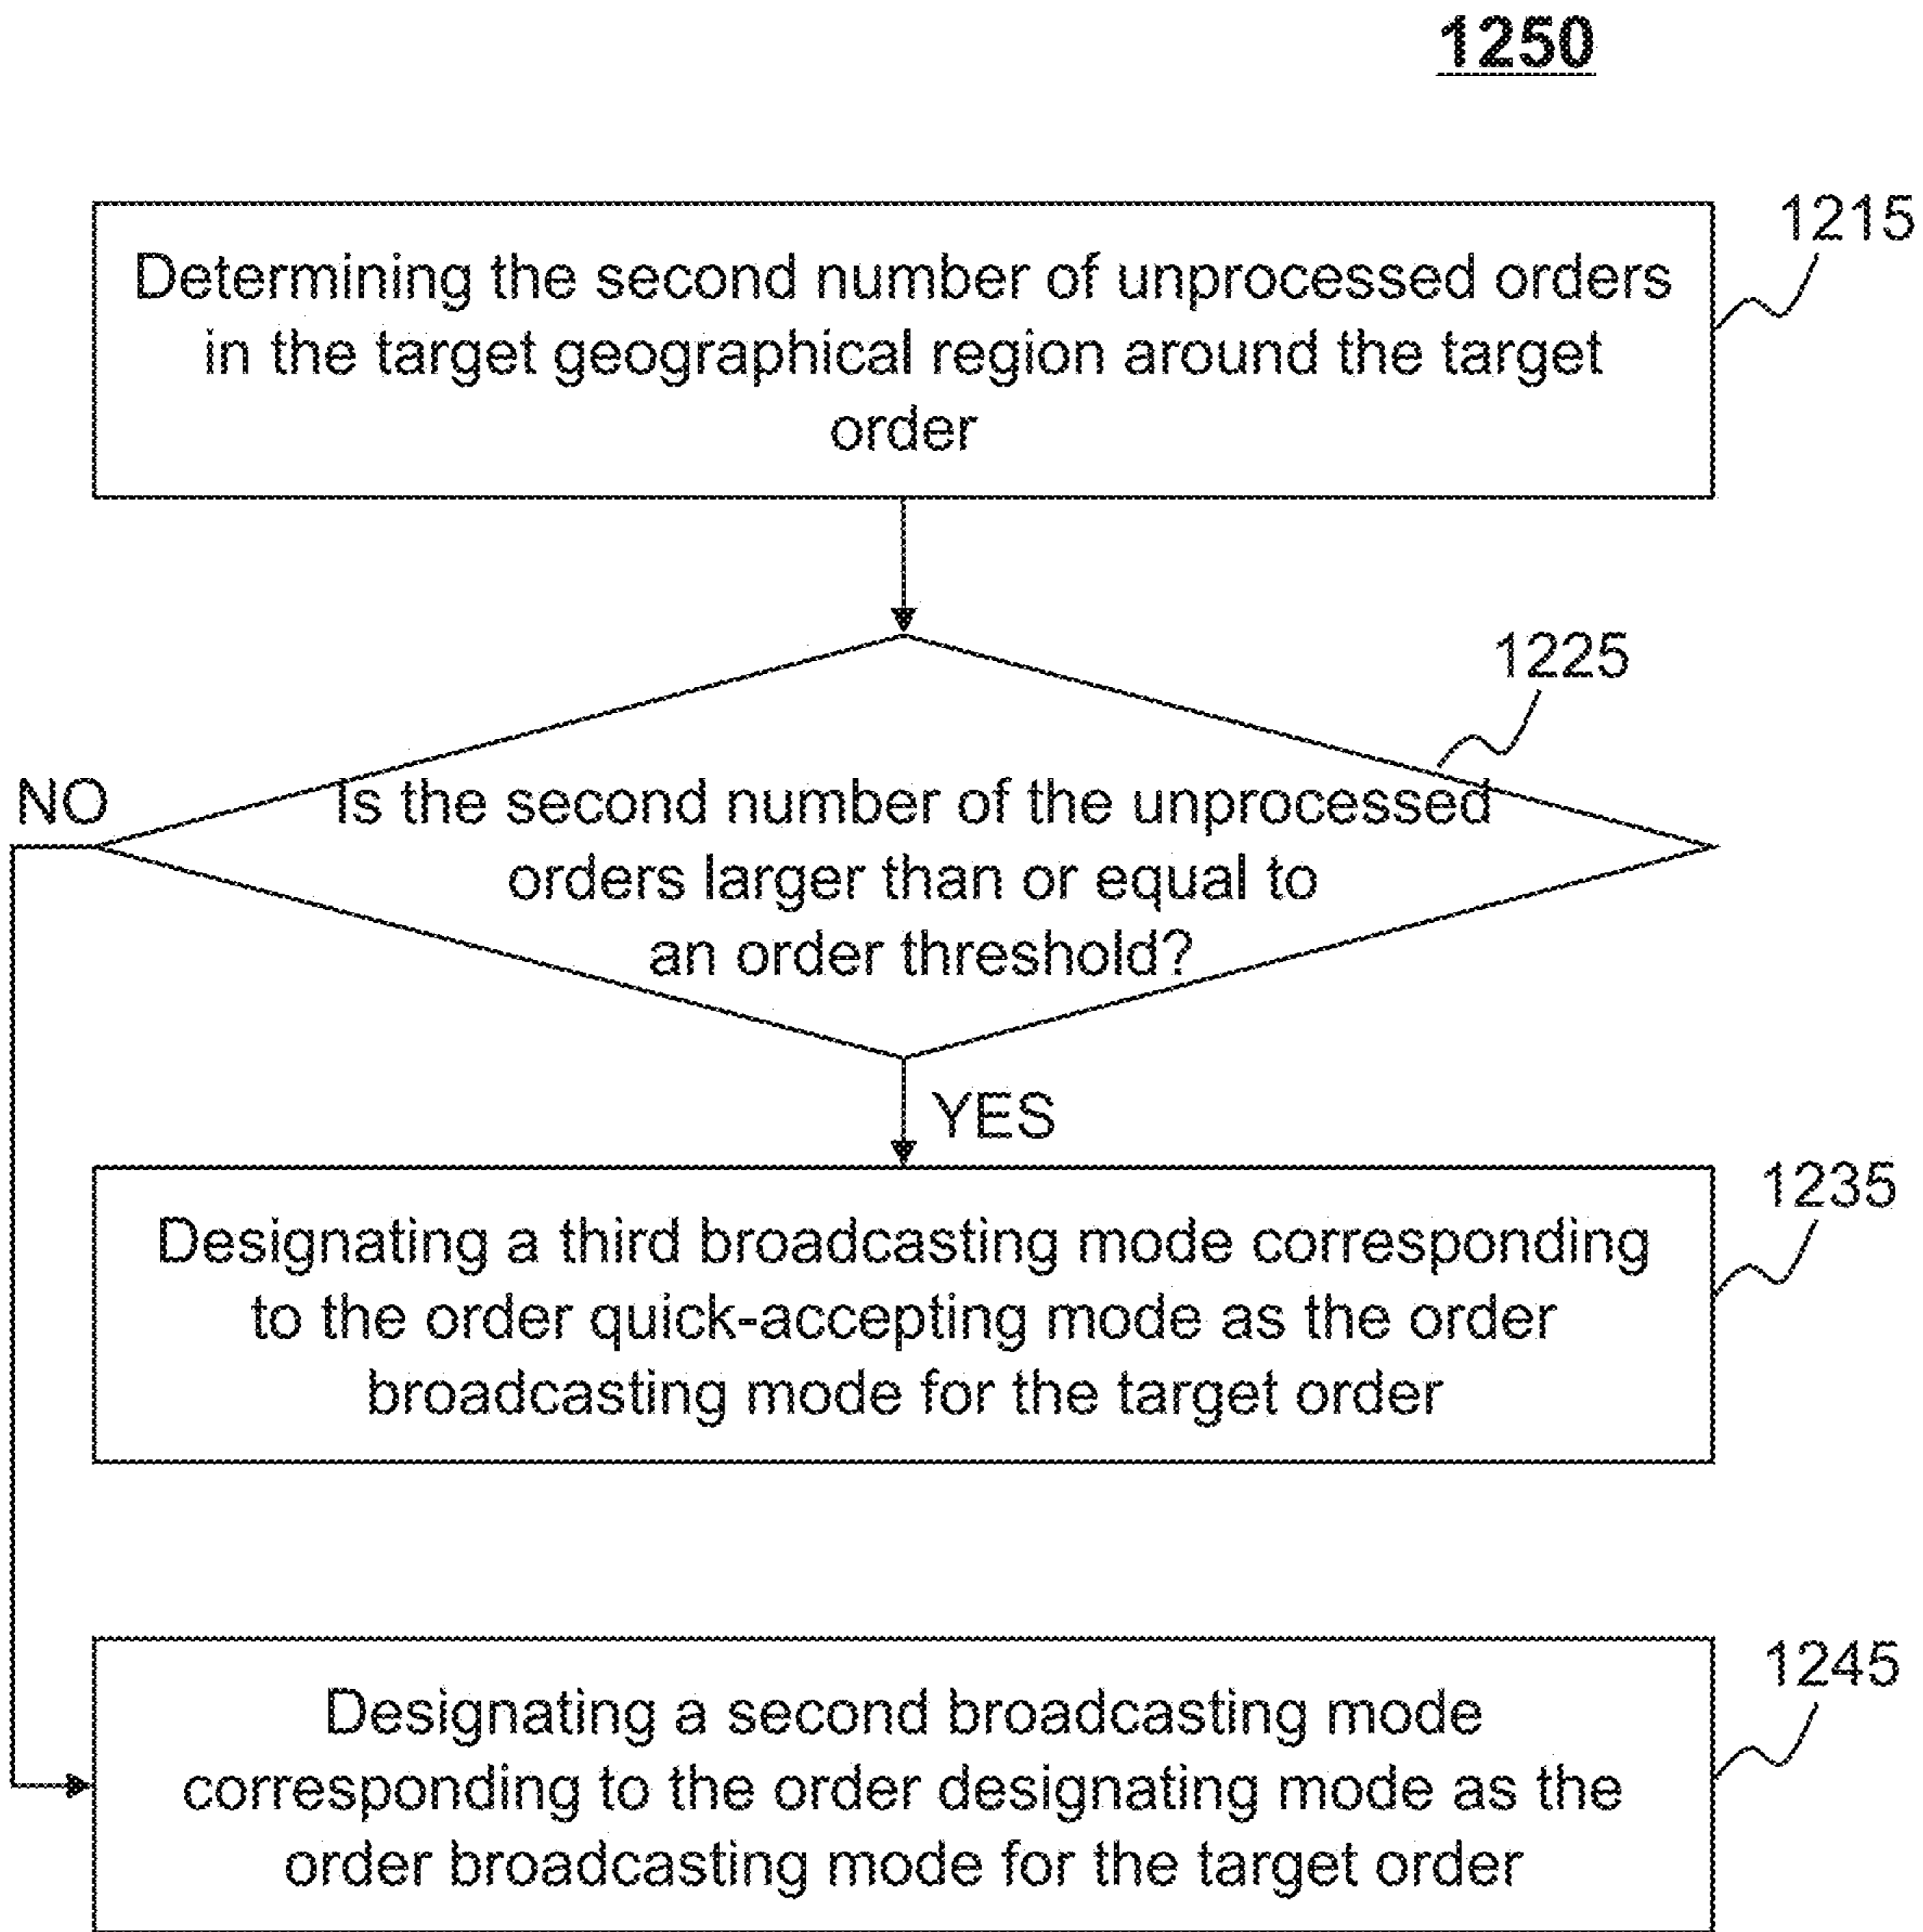 1250
1215
Determining the second number of unprocessed orders
in the target geographical region around the target
order
1225
NO
Is the second number of the unprocessed
orders larger than or equal to
an order threshold?
YES
1235
Designating a third broadcasting mode corresponding
to the order quick-accepting mode as the order
broadcasting mode for the target order
1245
Designating a second broadcasting mode
corresponding to the order designating mode as the
order broadcasting mode for the target order